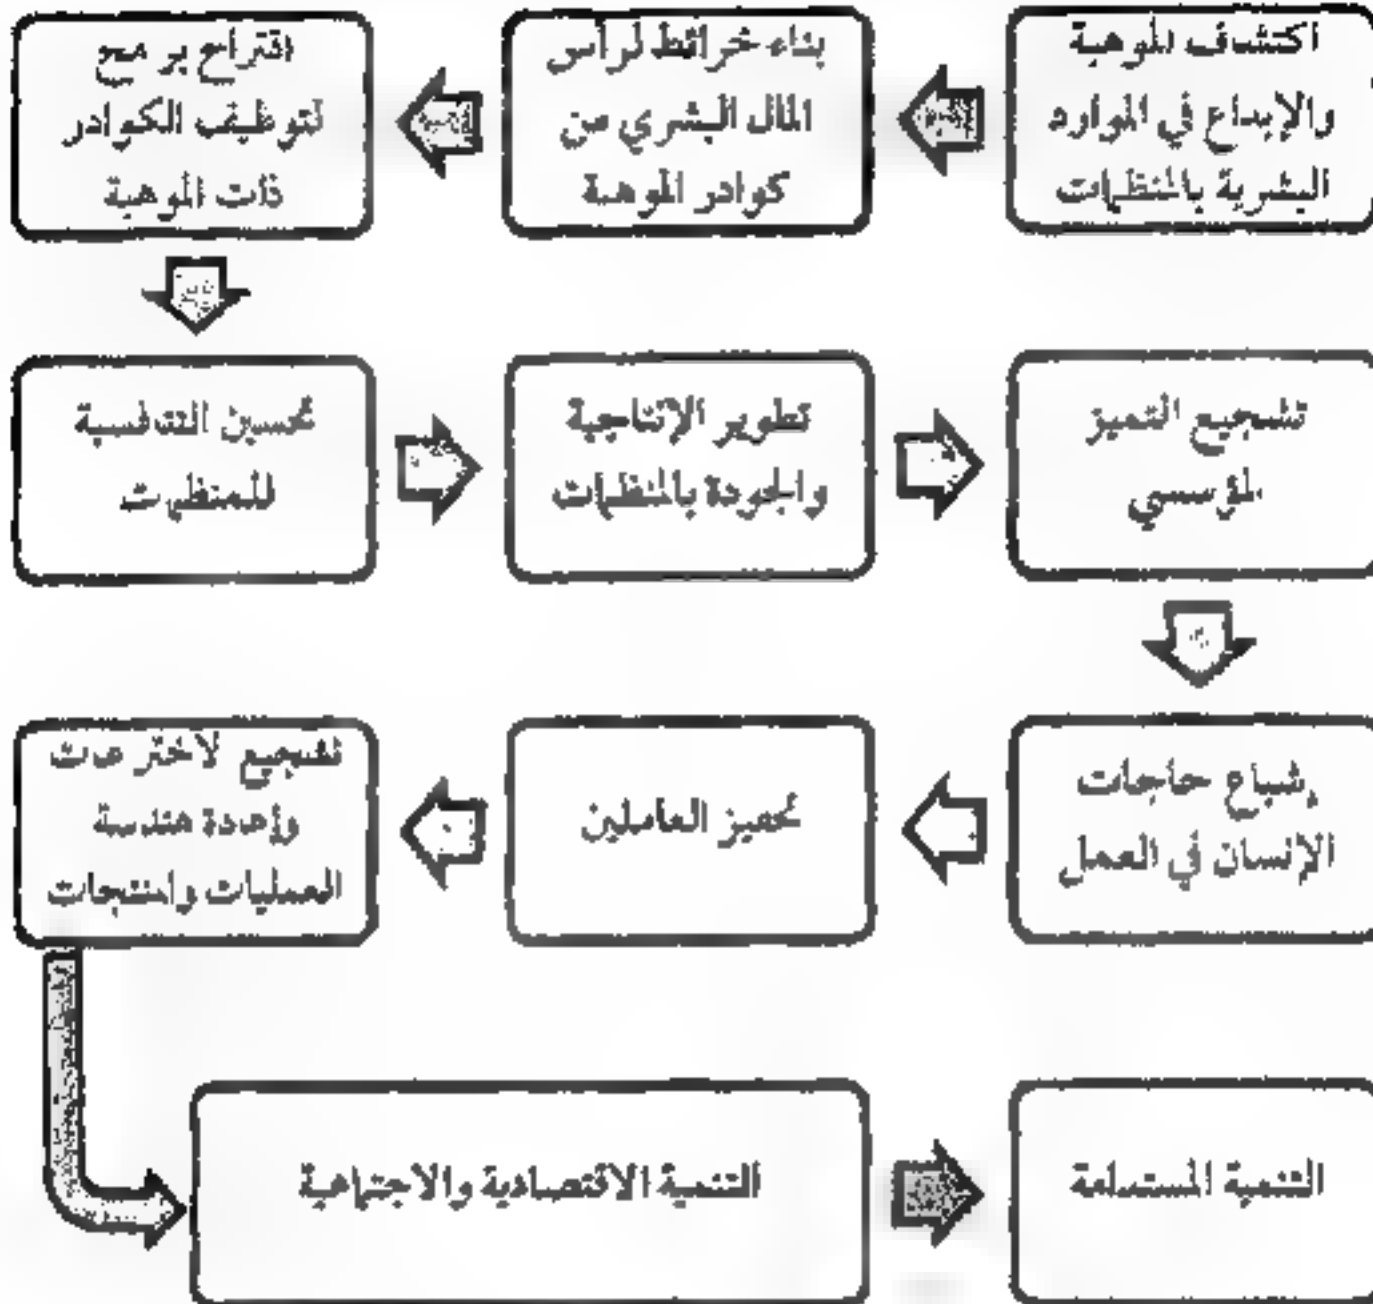 اكتشاف الموهبة
والإبداع في الموارد
البشرية بالمنظمات
بناء خرائط لرأس
المال البشري من
كوادر الموهبة
اقتراح برامج
لتوظيف الكوادر
ذات الموهبة
تحسين التنافسية
للمنظمات
تطوير الإنتاجية
والجودة بالمنظمات
تشجيع التميز
المؤسسي
إشباع حاجات
الإنسان في العمل
تحفيز العاملين
تشجيع الاختراعات
وإعادة هندسة
العمليات والمنتجات
التنمية الاقتصادية والاجتماعية
التنمية المستدامة